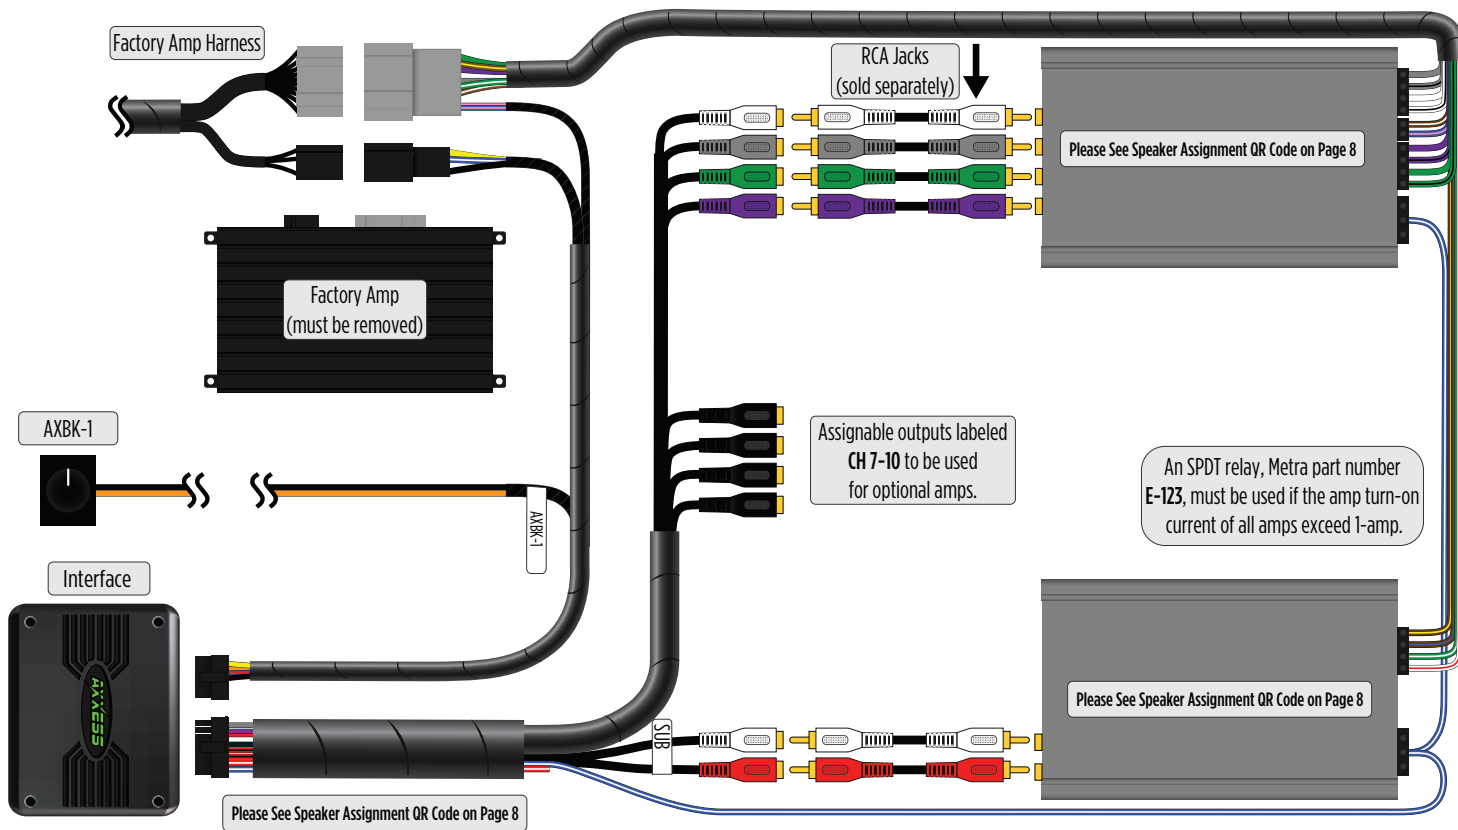 Factory Amp Harness
RCA Jacks
(sold separately)
Please See Speaker Assignment QR Code on Page 8
Factory Amp
(must be removed)
AXBK-1
AXBK-1
Assignable outputs labeled
CH 7-10 to be used
for optional amps.
An SPDT relay, Metra part number
E-123, must be used if the amp turn-on
current of all amps exceed 1-amp.
Interface
AXXESS
SUB
Please See Speaker Assignment QR Code on Page 8
Please See Speaker Assignment QR Code on Page 8